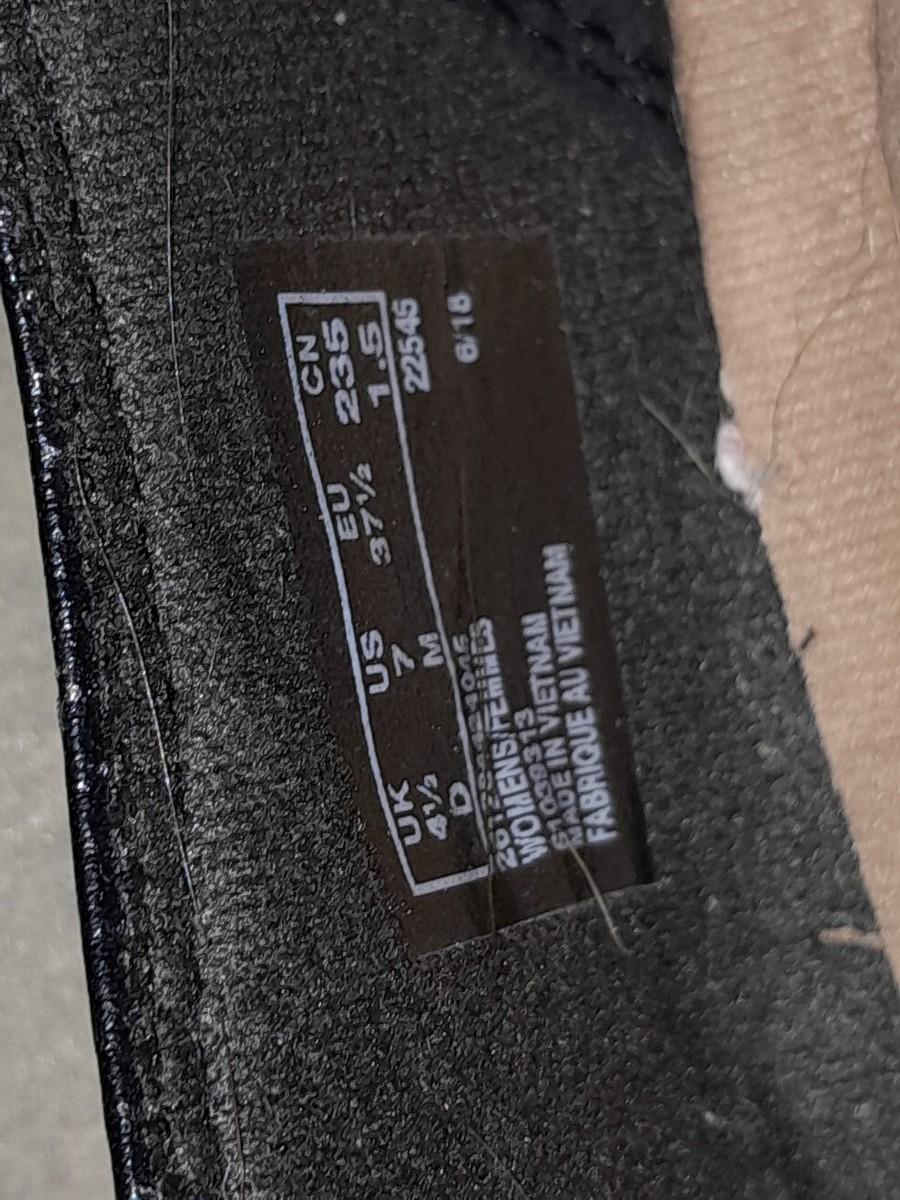 UK US EU CN
4½ 7 37½ 235
D M 1.5
22545
WOMENS/FEMMES
6/18
MADE IN VIETNAM
FABRIQUE AU VIETNAM